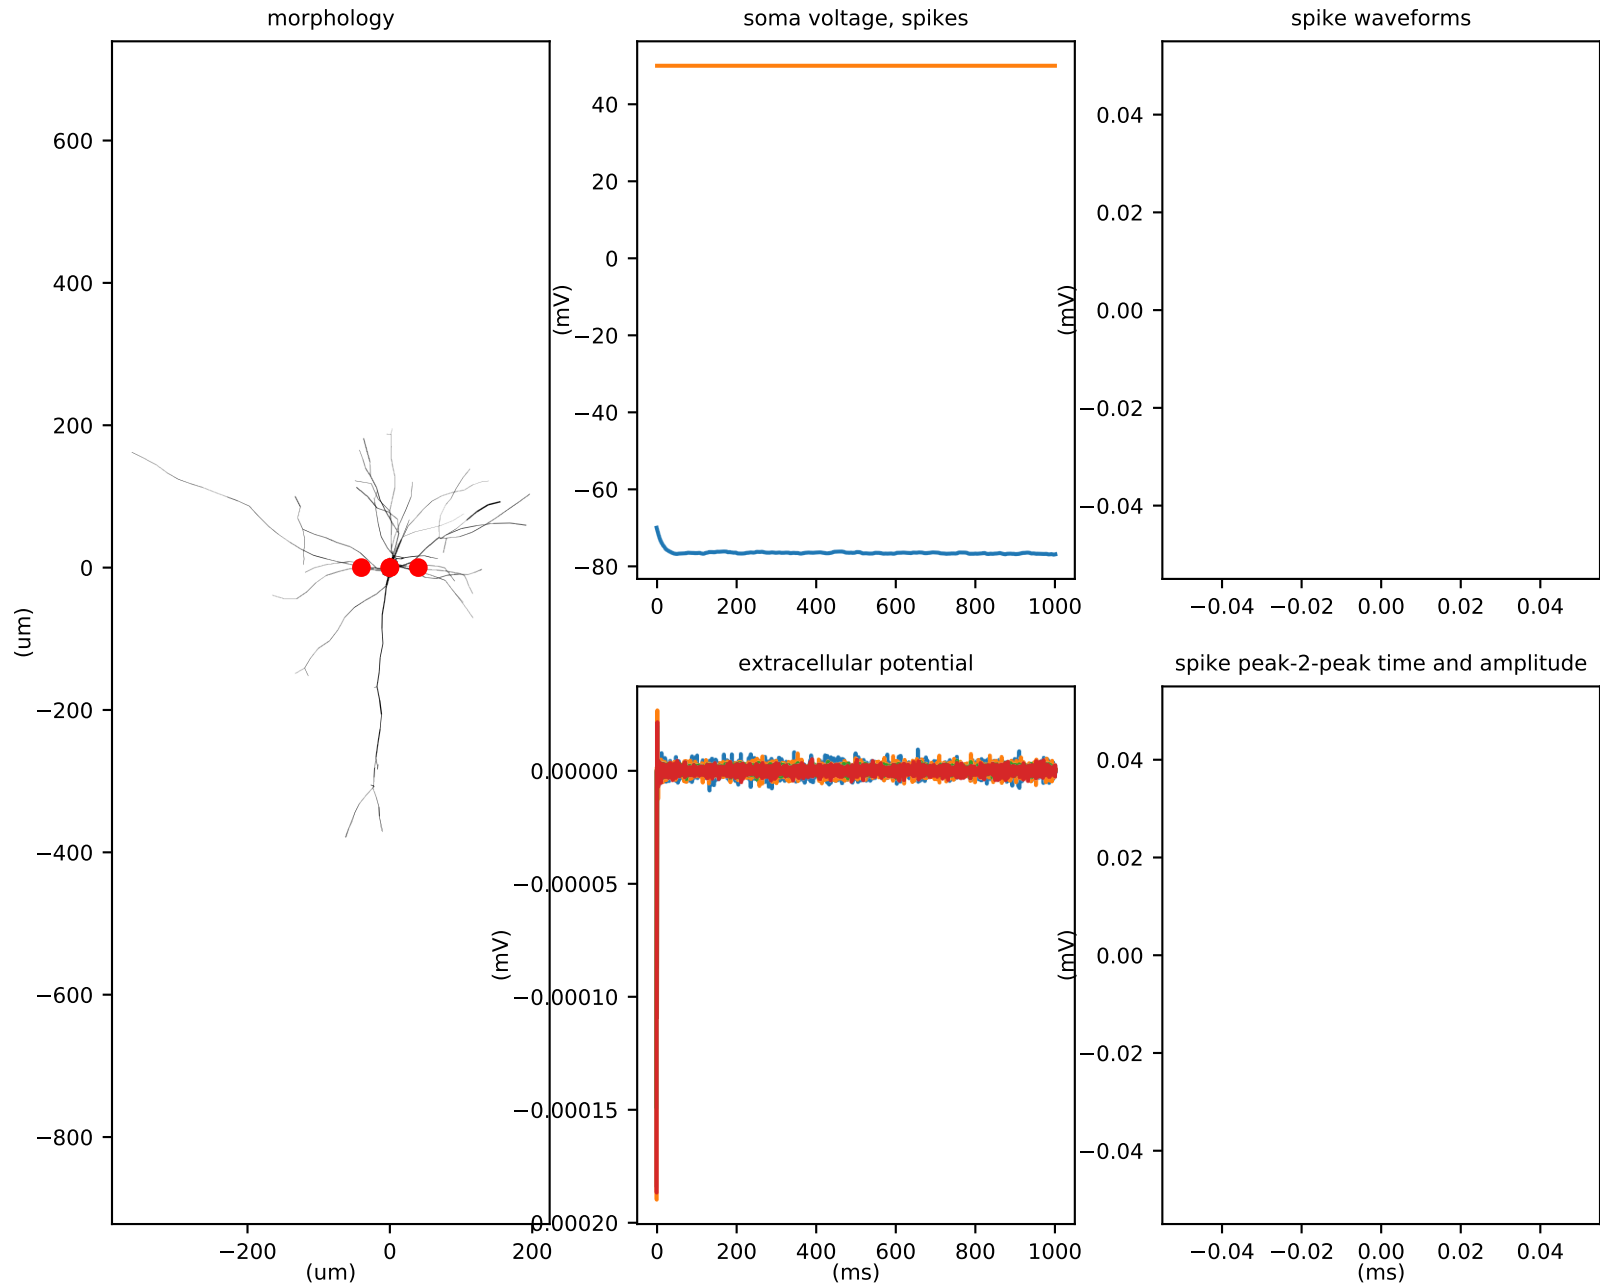 morphology
600
400
200
0
−200
−400
−600
−800
(um)
−200 0 200
(um)
soma voltage, spikes
40
20
0
−20
−40
−60
−80
(mV)
0 200 400 600 800 1000
spike waveforms
0.04
0.02
0.00
−0.02
−0.04
(mV)
−0.04 −0.02 0.00 0.02 0.04
extracellular potential
0.00000
−0.00005
−0.00010
−0.00015
−0.00020
(mV)
0 200 400 600 800 1000
(ms)
spike peak-2-peak time and amplitude
0.04
0.02
0.00
−0.02
−0.04
(mV)
−0.04 −0.02 0.00 0.02 0.04
(ms)